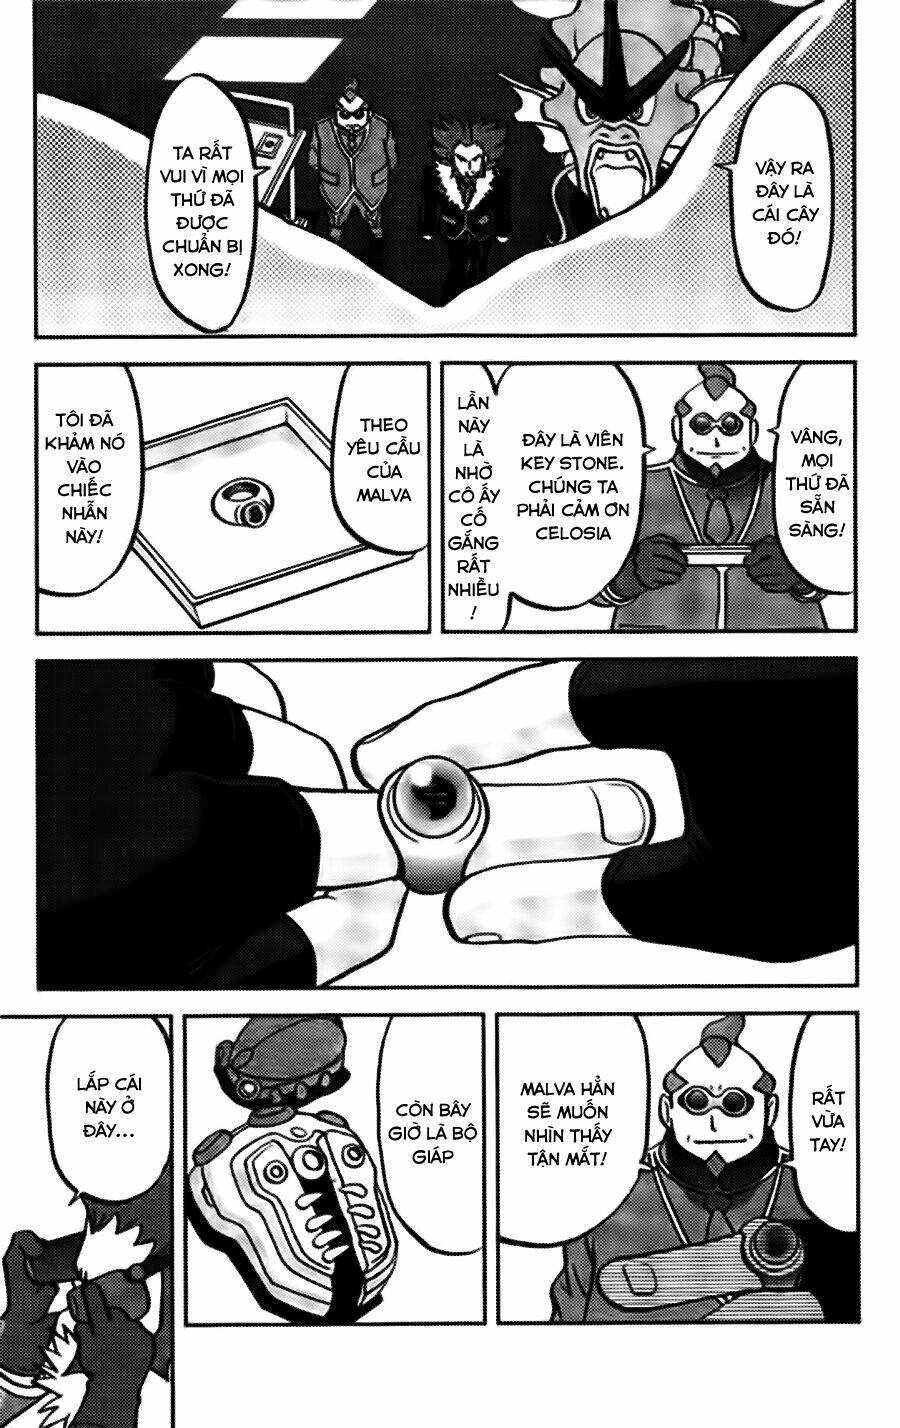 VẬY RA
ĐÂY LÀ
CÁI CÂY
ĐÓ!
TA RẤT
VUI VÌ MỌI
THỨ ĐÃ
ĐƯỢC
CHUẨN BỊ
XONG!
VÂNG,
MỌI
THỨ ĐÃ
SẴN
SÀNG!
ĐÂY LÀ VIÊN
KEY STONE.
CHÚNG TA
PHẢI CẢM ƠN
CELOSIA
LẦN
NÀY
LÀ
NHỜ
CÔ ẤY
CỐ
GẮNG
RẤT
NHIỀU
!
THEO
YÊU CẦU
CỦA
MALVA
TÔI ĐÃ
KHẢM NÓ
VÀO
CHIẾC
NHẪN
NÀY!
RẤT
VỪA
TAY!
MALVA HẲN
SẼ MUỐN
NHÌN THẤY
TẬN MẮT!
CÒN BÂY
GIỜ LÀ BỘ
GIÁP
LẮP CÁI
NÀY Ở
ĐÂY...